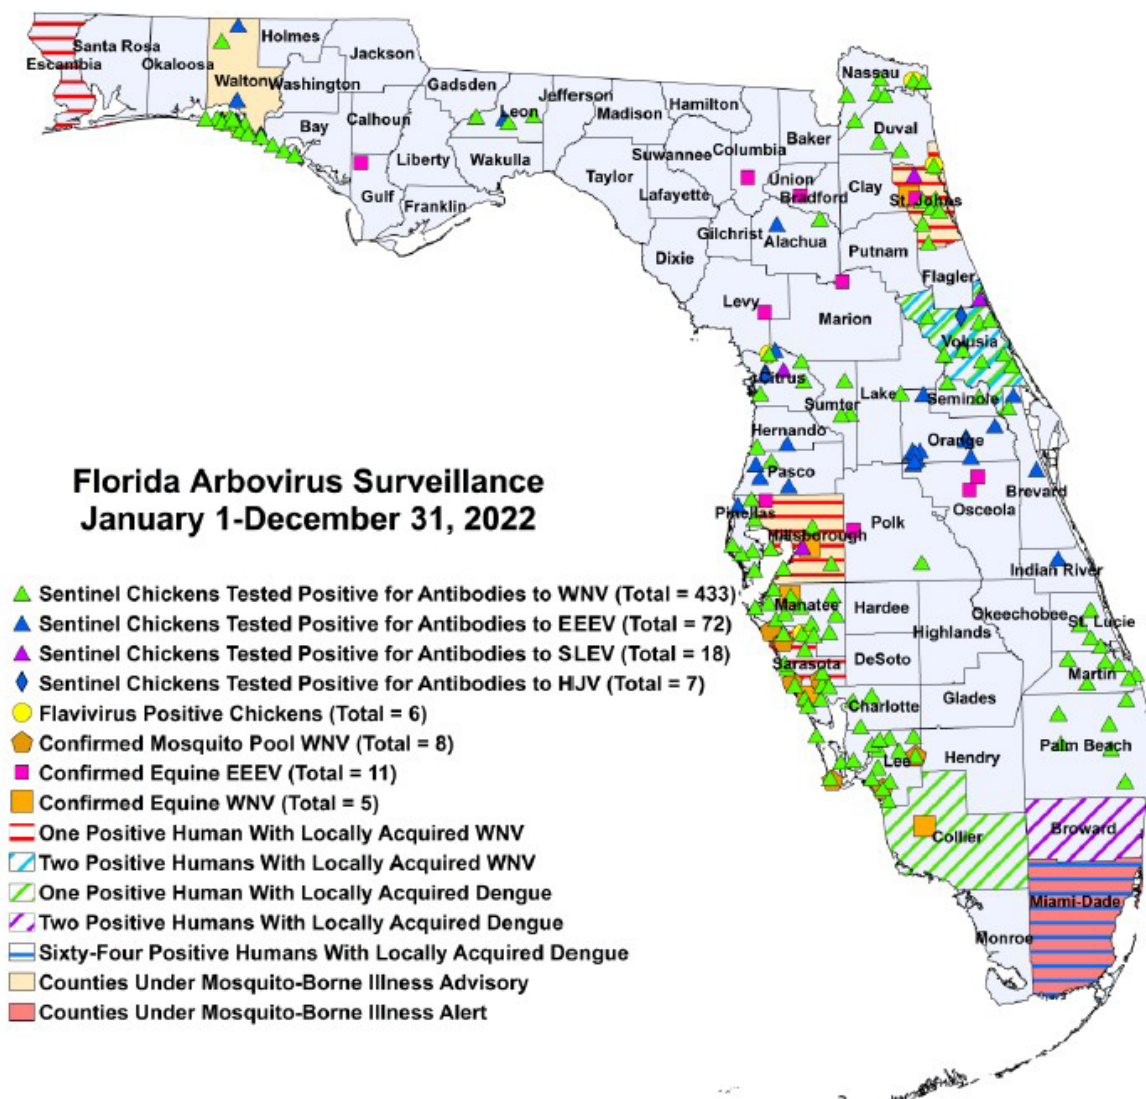 Nassau
Santa Rosa
Holmes
Jackson
Escambia
Okaloosa
Walton
Washington
Gadsden
Jefferson
Hamilton
Leon
Madison
Baker
Duval
Bay
Calhoun
Liberty
Wakulla
Suwannee
Columbia
Taylor
Lafayette
Union
Bradford
Clay
St. Johns
Gulf
Franklin
Gilchrist
Alachua
Putnam
Dixie
Flagler
Levy
Marion
Volusia
Citrus
Sumter
Lake
Seminole
Hernando
Orange
Pasco
Florida Arbovirus Surveillance
January 1-December 31, 2022
Brevard
Osceola
Pinellas
Polk
Hillsborough
Indian River
Sentinel Chickens Tested Positive for Antibodies to WNV (Total = 433)
Manatee
Hardee
Okeechobee
St. Lucie
Sentinel Chickens Tested Positive for Antibodies to EEEV (Total = 72)
Highlands
Sentinel Chickens Tested Positive for Antibodies to SLEV (Total = 18)
Sarasota
DeSoto
Martin
Sentinel Chickens Tested Positive for Antibodies to HJV (Total = 7)
Charlotte
Glades
Flavivirus Positive Chickens (Total = 6)
Confirmed Mosquito Pool WNV (Total = 8)
Palm Beach
Lee
Hendry
Confirmed Equine EEEV (Total = 11)
Confirmed Equine WNV (Total = 5)
One Positive Human With Locally Acquired WNV
Broward
Collier
Two Positive Humans With Locally Acquired WNV
One Positive Human With Locally Acquired Dengue
Miami-Dade
Two Positive Humans With Locally Acquired Dengue
Monroe
Sixty-Four Positive Humans With Locally Acquired Dengue
Counties Under Mosquito-Borne Illness Advisory
Counties Under Mosquito-Borne Illness Alert